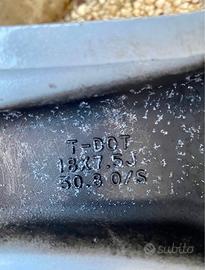 T-DOT
18X7.5J
50.8 O/S
subito